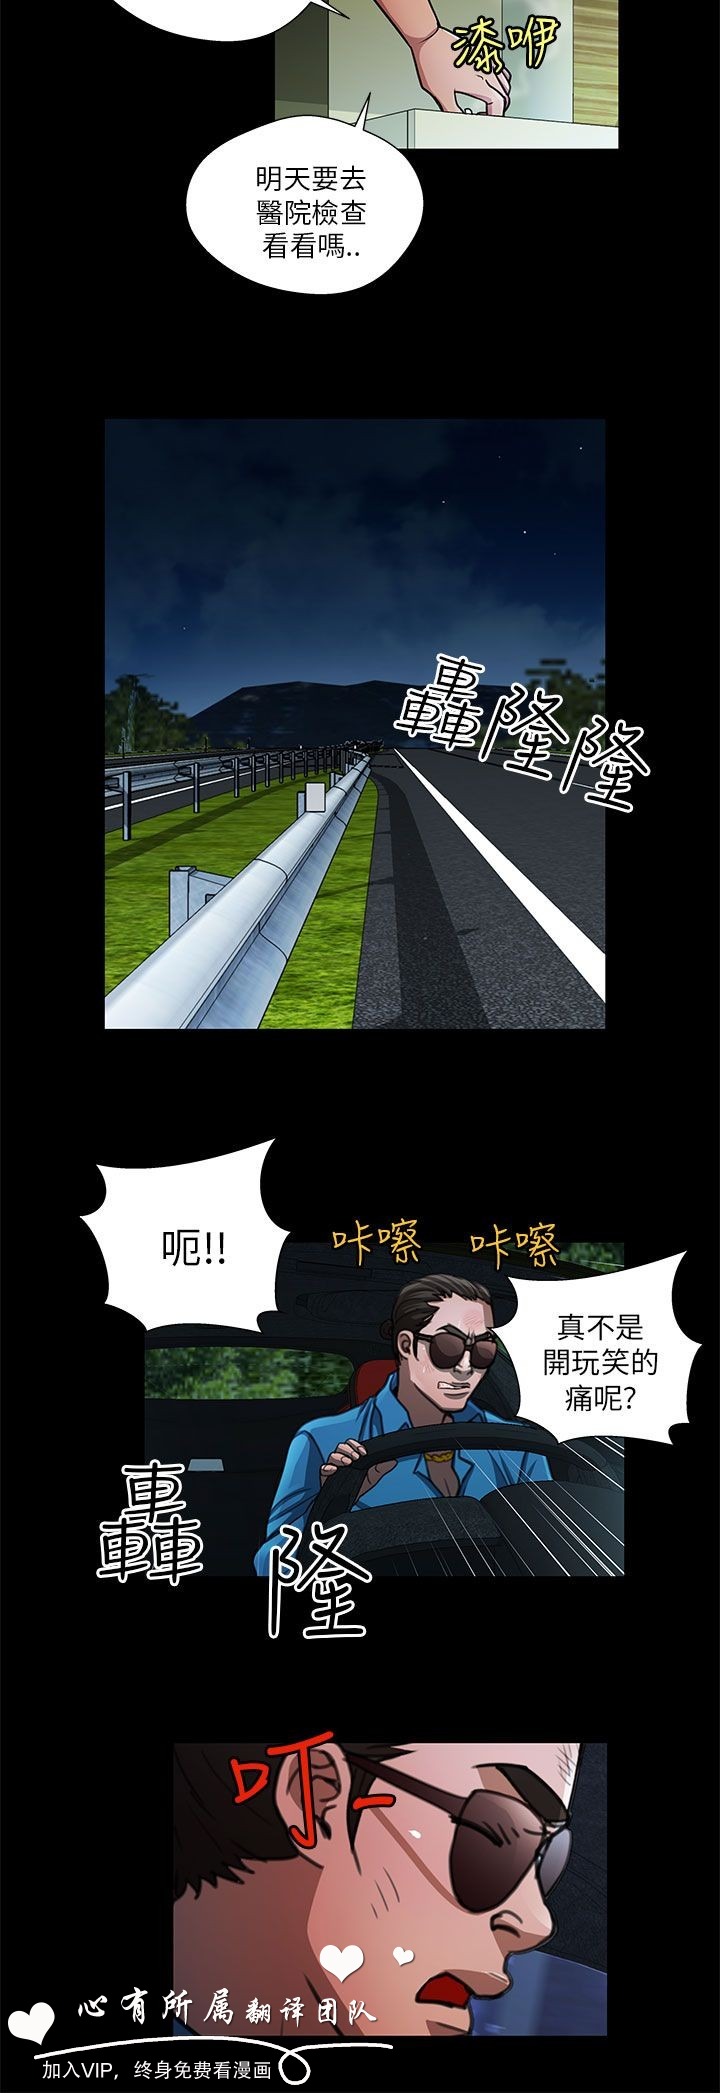 漆咿
明天要去
醫院檢查
看看嗎..
轟隆隆
呃!!
咔嚓 咔嚓
真不是
開玩笑的
痛呢?
轟隆
叮-
心有所属翻译团队
加入VIP，终身免费看漫画